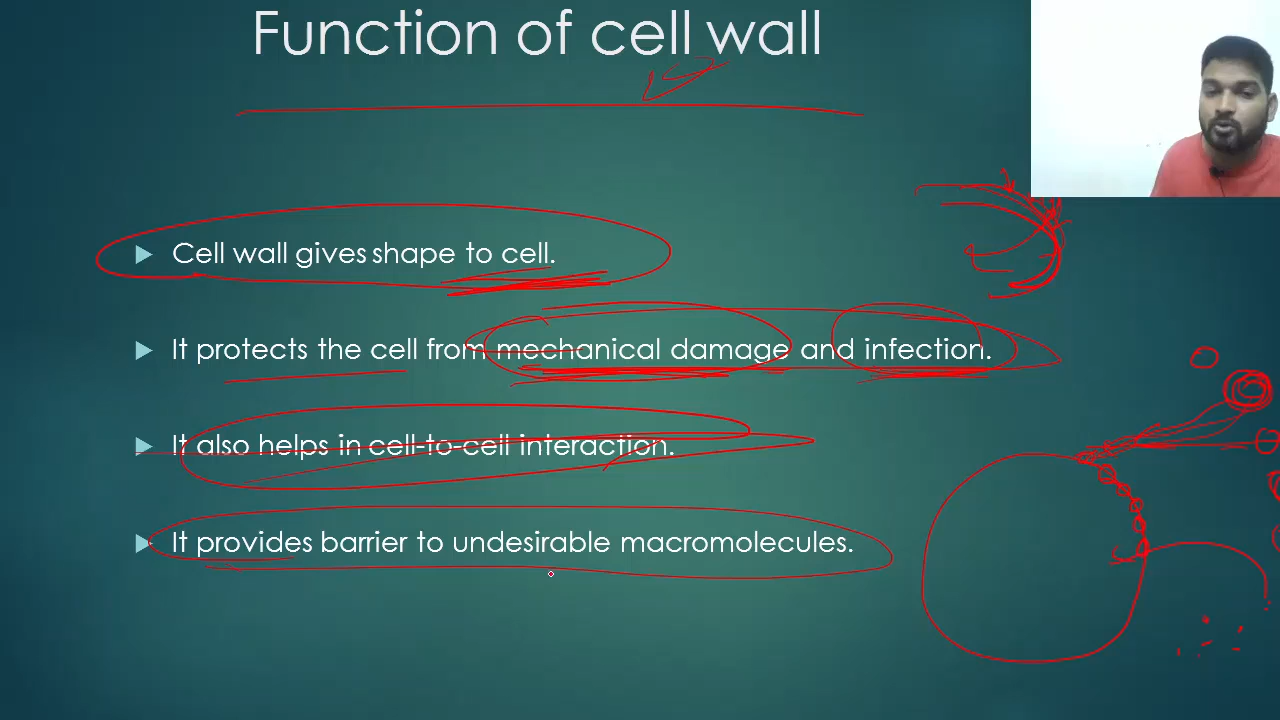 Function of cell wall
Cell wall gives shape to cell.
It protects the cell from mechanical damage and infection.
It also helps in cell-to-cell interaction.
It provides barrier to undesirable macromolecules.